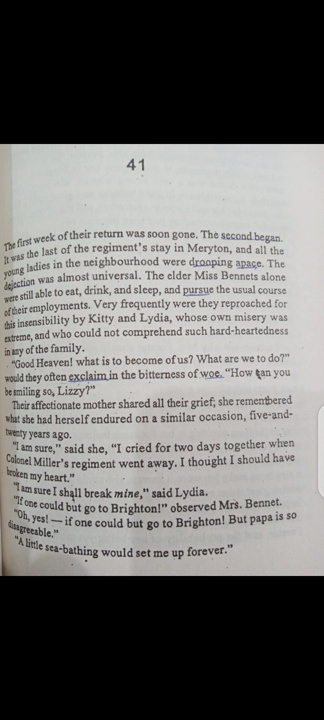 41
The first week of their return was soon gone. The second began.
It was the last of the regiment's stay in Meryton, and all the
young ladies in the neighbourhood were drooping apace. The
dejection was almost universal. The elder Miss Bennets alone
were still able to eat, drink, and sleep, and pursue the usual course
of their employments. Very frequently were they reproached for
this insensibility by Kitty and Lydia, whose own misery was
extreme, and who could not comprehend such hard-heartedness
in any of the family.
"Good Heaven! what is to become of us? What are we to do?"
would they often exclaim in the bitterness of woe. "How can you
be smiling so, Lizzy?"
Their affectionate mother shared all their grief; she remembered
what she had herself endured on a similar occasion, five-and-
twenty years ago.
"I am sure," said she, "I cried for two days together when
Colonel Miller's regiment went away. I thought I should have
broken my heart."
"I am sure I shall break mine," said Lydia.
"If one could but go to Brighton!" observed Mrs. Bennet.
"Oh, yes! — if one could but go to Brighton! But papa is so
disagreeable."
"A little sea-bathing would set me up forever."